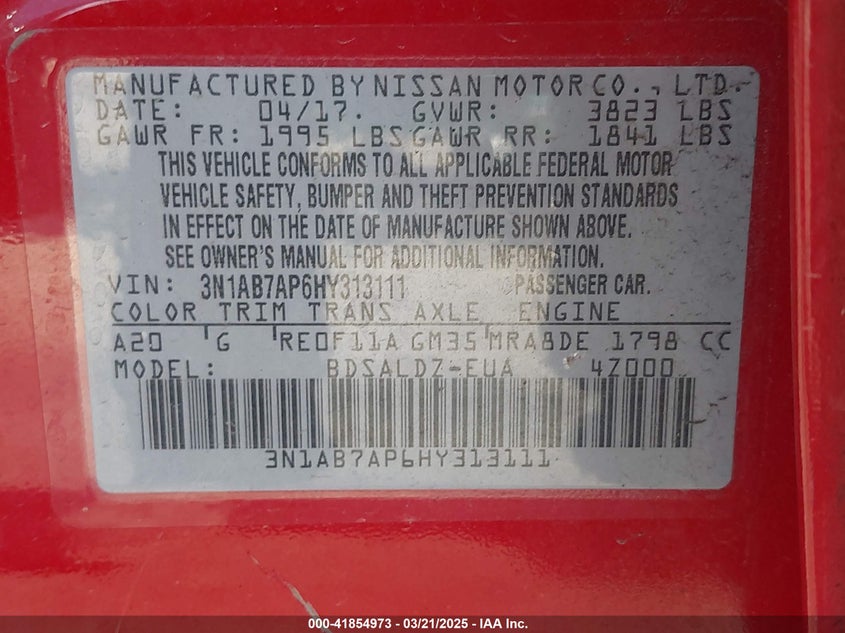 MANUFACTURED BY NISSAN MOTOR CO., LTD.
DATE: 04/17. GVWR: 3823 LBS
GAWR FR: 1995 LBS GAWR RR: 1841 LBS
THIS VEHICLE CONFORMS TO ALL APPLICABLE FEDERAL MOTOR
VEHICLE SAFETY, BUMPER AND THEFT PREVENTION STANDARDS
IN EFFECT ON THE DATE OF MANUFACTURE SHOWN ABOVE.
SEE OWNER'S MANUAL FOR ADDITIONAL INFORMATION.
VIN: 3N1AB7AP6HY313111 PASSENGER CAR.
COLOR TRIM TRANS AXLE ENGINE
A20 G RE0F11A GM35 MRA8DE 1798 CC
MODEL: BDSALDZ-EUA 4Z000
3N1AB7AP6HY313111
000-41854973 - 03/21/2025 - IAA Inc.